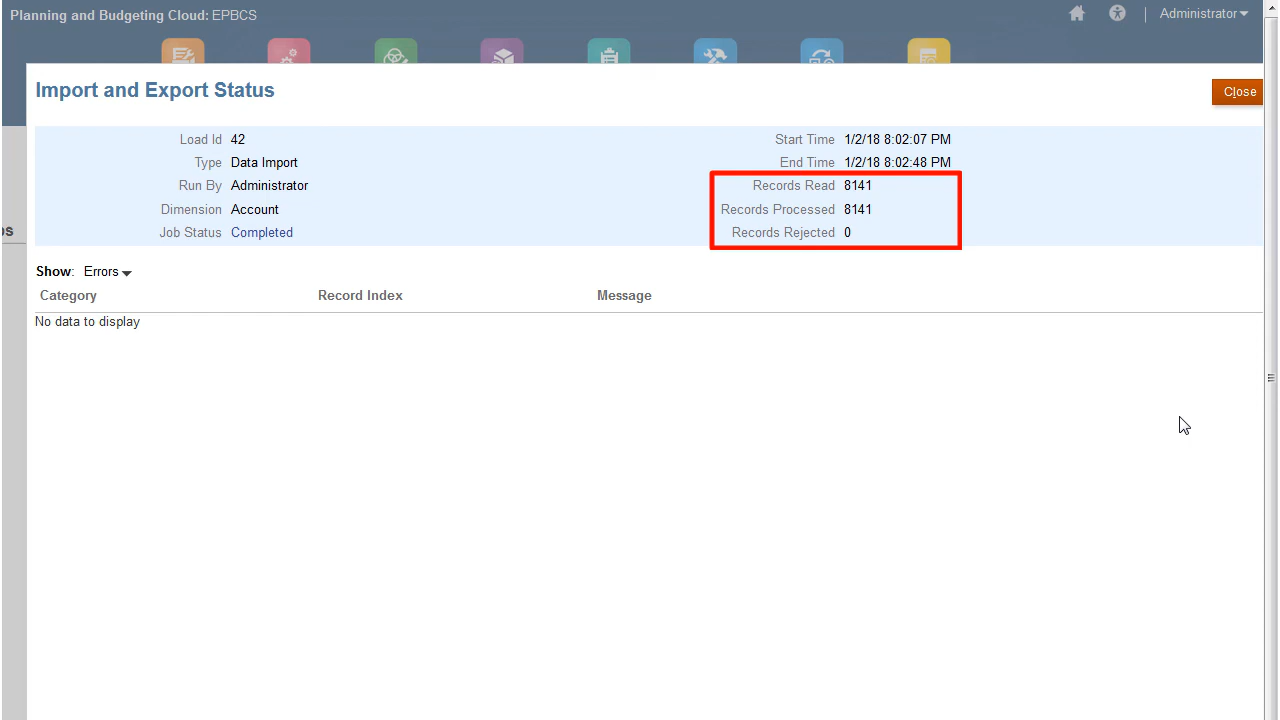 Planning and Budgeting Cloud: EPBCS
Administrator
Import and Export Status
Close
Load Id 42
Type Data Import
Run By Administrator
Dimension Account
Job Status Completed
Start Time 1/2/18 8:02:07 PM
End Time 1/2/18 8:02:48 PM
Records Read 8141
Records Processed 8141
Records Rejected 0
os
Show: Errors
Category Record Index Message
No data to display